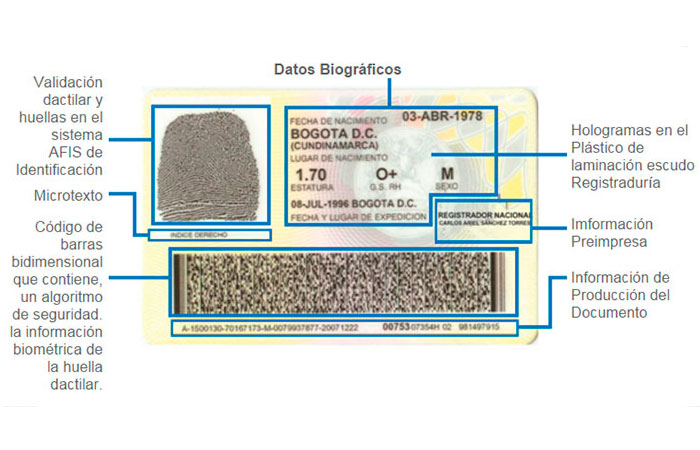 Datos Biográficos
Validación
dactilar y
huellas en el
sistema
AFIS de
Identificación
Microtexto
Código de
barras
bidimensional
que contiene,
un algoritmo
de seguridad.
la información
biométrica de
la huella
dactilar.
FECHA DE NACIMIENTO 03-ABR-1978
BOGOTA D.C.
(CUNDINAMARCA)
LUGAR DE NACIMIENTO
1.70 O+ M
ESTATURA G.S. RH SEXO
08-JUL-1996 BOGOTA D.C.
FECHA Y LUGAR DE EXPEDICION
INDICE DERECHO
REGISTRADOR NACIONAL
CARLOS ARIEL SÁNCHEZ TORRES
A-1500130-70167173-M-0079937877-20071222 0075307354H 02 981497915
Hologramas en el
Plástico de
laminación escudo
Registraduría
Imformación
Preimpresa
Información de
Producción del
Documento